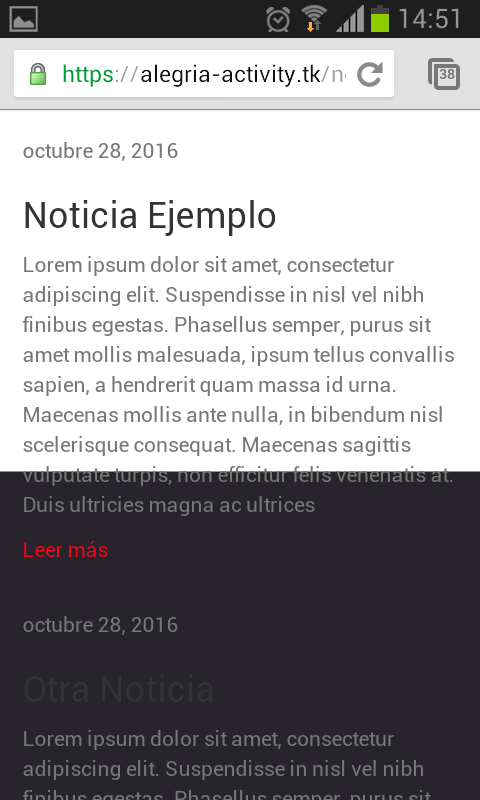 14:51
https://alegria-activity.tk/n
38
octubre 28, 2016
Noticia Ejemplo
Lorem ipsum dolor sit amet, consectetur
adipiscing elit. Suspendisse in nisl vel nibh
finibus egestas. Phasellus semper, purus sit
amet mollis malesuada, ipsum tellus convallis
sapien, a hendrerit quam massa id urna.
Maecenas mollis ante nulla, in bibendum nisl
scelerisque consequat. Maecenas sagittis
vulputate turpis, non efficitur felis venenatis at.
Duis ultricies magna ac ultrices
Leer más
octubre 28, 2016
Otra Noticia
Lorem ipsum dolor sit amet, consectetur
adipiscing elit. Suspendisse in nisl vel nibh
finibus egestas. Phasellus semper, purus sit